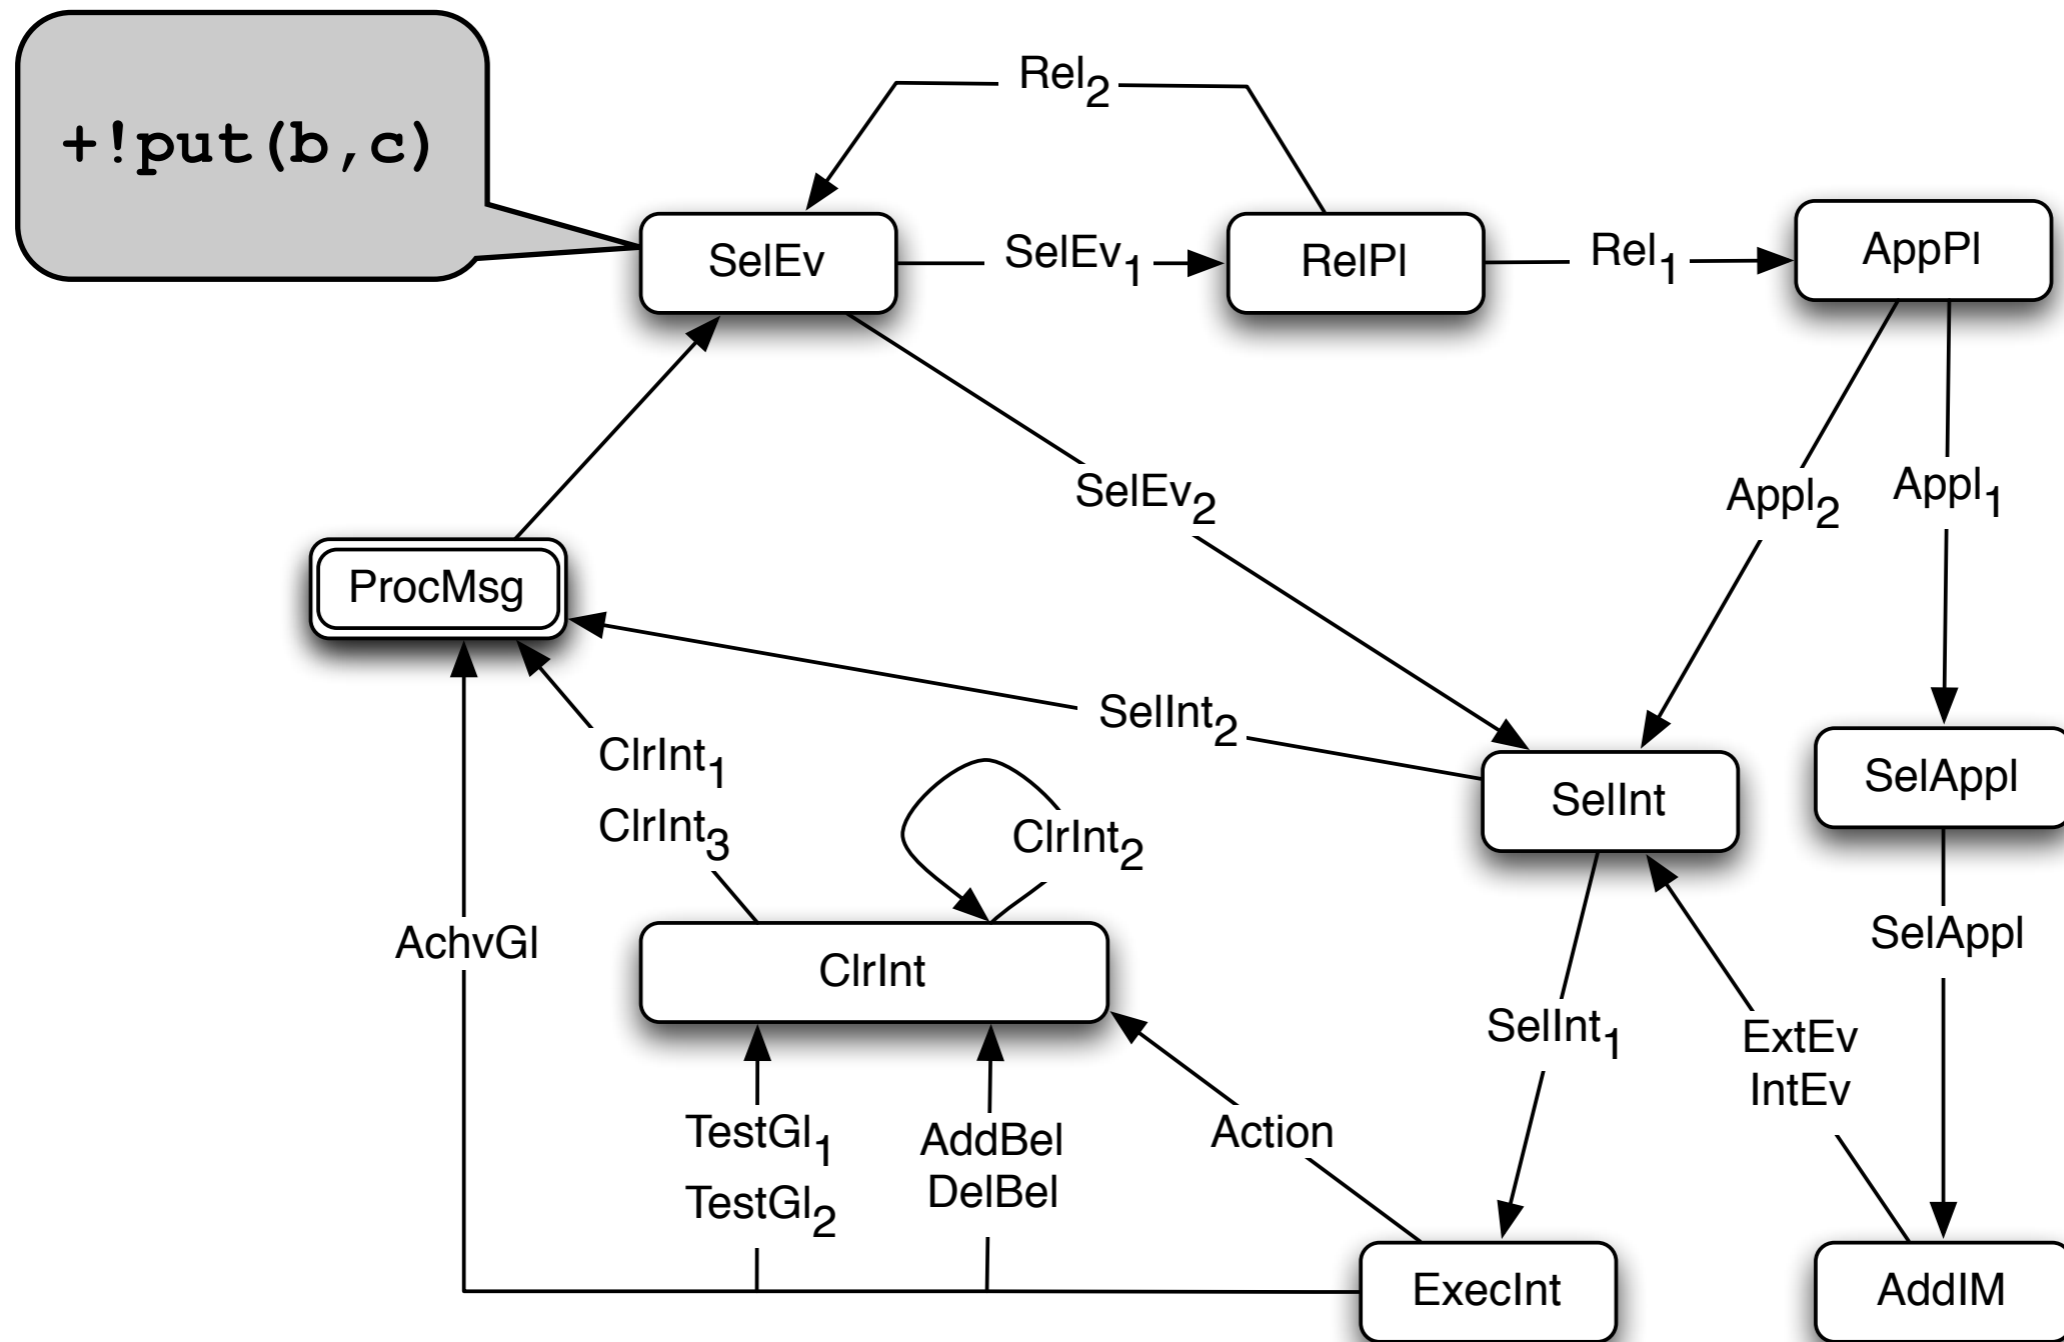 +!put(b,c)
Rel₂
SelEv
SelEv₁
RelPl
Rel₁
AppPl
SelEv₂
Appl₂
Appl₁
ProcMsg
SelInt₂
ClrInt₁
ClrInt₃
ClrInt₂
SelInt
SelAppl
AchvGl
ClrInt
SelAppl
SelInt₁
ExtEv
IntEv
TestGl₁
TestGl₂
AddBel
DelBel
Action
ExecInt
AddIM